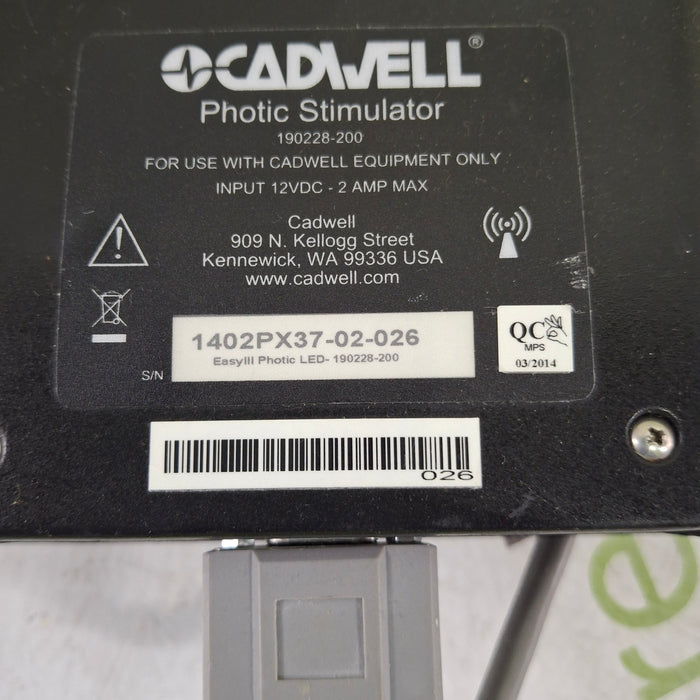 CADWELL®
Photic Stimulator
190228-200
FOR USE WITH CADWELL EQUIPMENT ONLY
INPUT 12VDC - 2 AMP MAX
Cadwell
909 N. Kellogg Street
Kennewick, WA 99336 USA
www.cadwell.com
S/N
1402PX37-02-026
EasyIII Photic LED- 190228-200
QC
MPS
03/2014
026
re